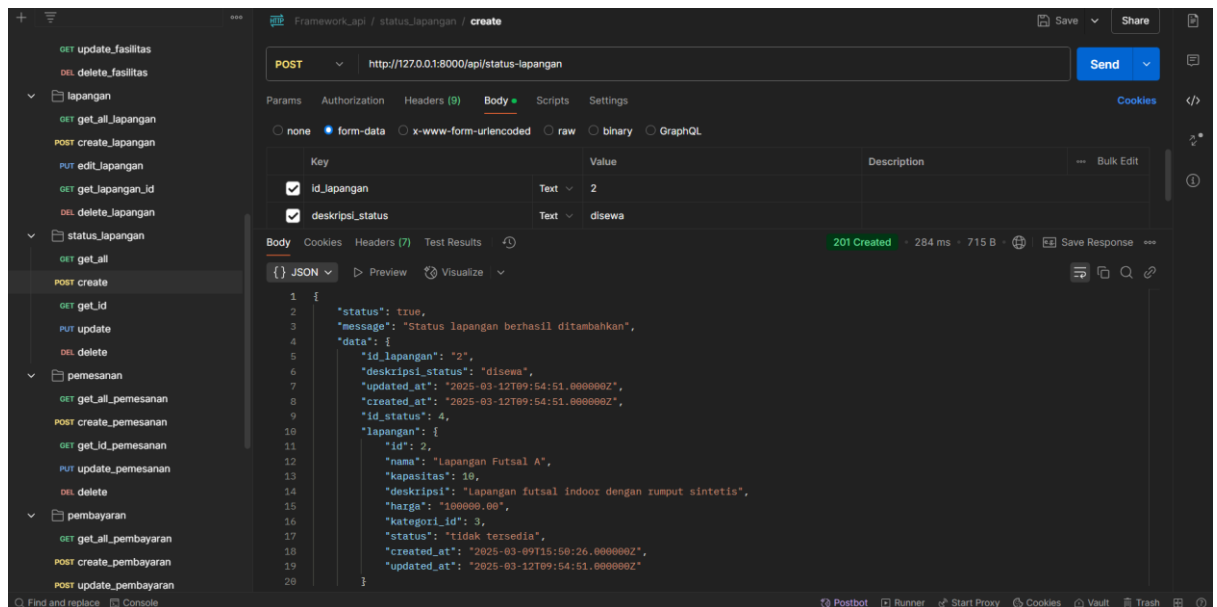 Framework_api / status_lapangan / create
Save
Share
GET update_fasilitas
DEL delete_fasilitas
lapangan
GET get_all_lapangan
POST create_lapangan
PUT edit_lapangan
GET get_lapangan_id
DEL delete_lapangan
status_lapangan
GET get_all
POST create
GET get_id
PUT update
DEL delete
pemesanan
GET get_all_pemesanan
POST create_pemesanan
GET get_id_pemesanan
PUT update_pemesanan
DEL delete
pembayaran
GET get_all_pembayaran
POST create_pembayaran
POST update_pembayaran
HTTP
POST http://127.0.0.1:8000/api/status-lapangan Send
Params Authorization Headers (9) Body Scripts Settings Cookies
none form-data x-www-form-urlencoded raw binary GraphQL
Key Value Description Bulk Edit
id_lapangan Text 2
deskripsi_status Text disewa
Body Cookies Headers (7) Test Results 201 Created 284 ms 715 B Save Response
{} JSON Preview Visualize
1 {
2 "status": true,
3 "message": "Status lapangan berhasil ditambahkan",
4 "data": {
5 "id_lapangan": "2",
6 "deskripsi_status": "disewa",
7 "updated_at": "2025-03-12T09:54:51.000000Z",
8 "created_at": "2025-03-12T09:54:51.000000Z",
9 "id_status": 4,
10 "lapangan": {
11 "id": 2,
12 "nama": "Lapangan Futsal A",
13 "kapasitas": 10,
14 "deskripsi": "Lapangan futsal indoor dengan rumput sintetis",
15 "harga": "100000.00",
16 "kategori_id": 3,
17 "status": "tidak tersedia",
18 "created_at": "2025-03-09T15:50:26.000000Z",
19 "updated_at": "2025-03-12T09:54:51.000000Z"
20 }
Find and replace Console Postbot Runner Start Proxy Cookies Vault Trash